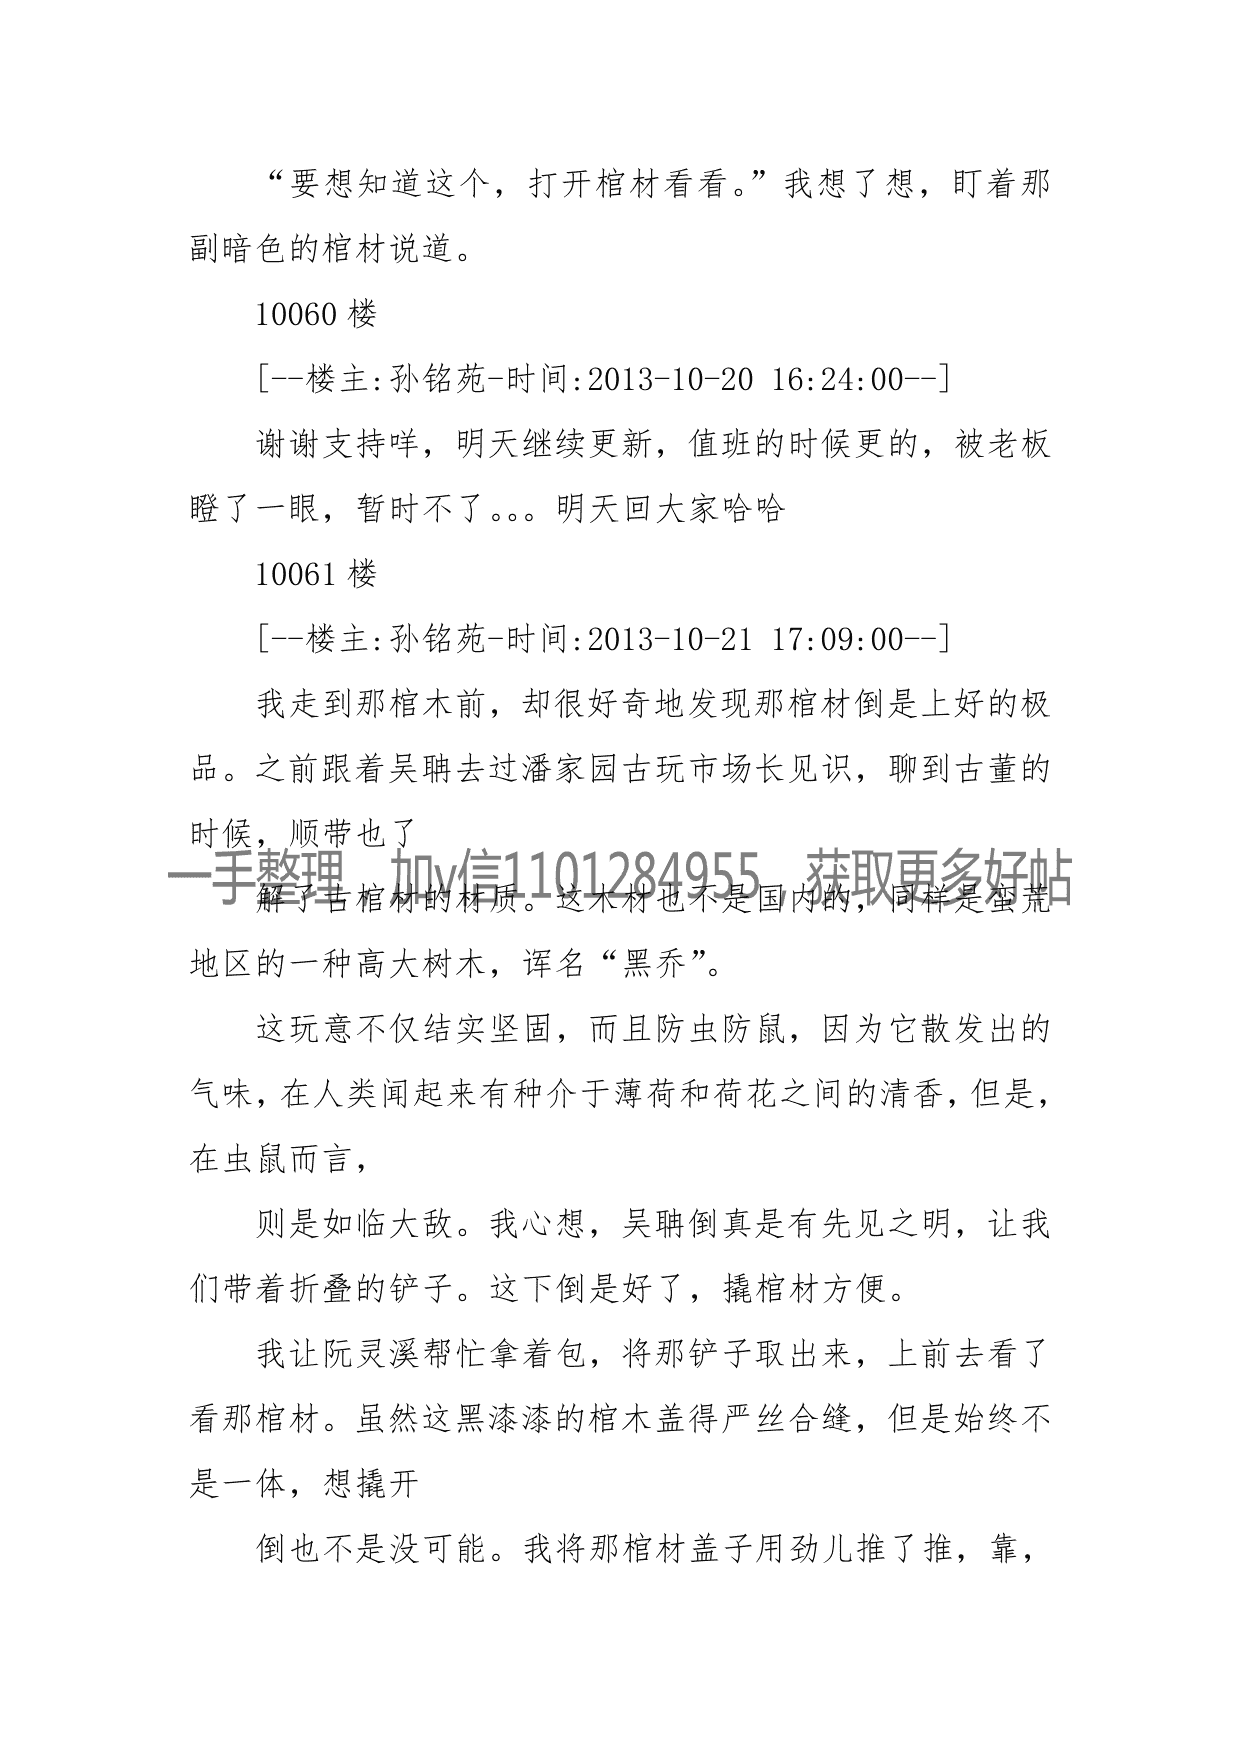 “要想知道这个，打开棺材看看。”我想了想，盯着那
副暗色的棺材说道。
10060 楼
[--楼主:孙铭苑-时间:2013-10-20 16:24:00--]
谢谢支持咩，明天继续更新，值班的时候更的，被老板
瞪了一眼，暂时不了。。。明天回大家哈哈
10061 楼
[--楼主:孙铭苑-时间:2013-10-21 17:09:00--]
我走到那棺木前，却很好奇地发现那棺材倒是上好的极
品。之前跟着吴聃去过潘家园古玩市场长见识，聊到古董的
时候，顺带也了
一手整理，加v信1101284955，获取更多好帖
解了古棺材的材质。这木材也不是国内的，同样是蛮荒
地区的一种高大树木，诨名“黑乔”。
这玩意不仅结实坚固，而且防虫防鼠，因为它散发出的
气味，在人类闻起来有种介于薄荷和荷花之间的清香，但是，
在虫鼠而言，
则是如临大敌。我心想，吴聃倒真是有先见之明，让我
们带着折叠的铲子。这下倒是好了，撬棺材方便。
我让阮灵溪帮忙拿着包，将那铲子取出来，上前去看了
看那棺材。虽然这黑漆漆的棺木盖得严丝合缝，但是始终不
是一体，想撬开
倒也不是没可能。我将那棺材盖子用劲儿推了推，靠，